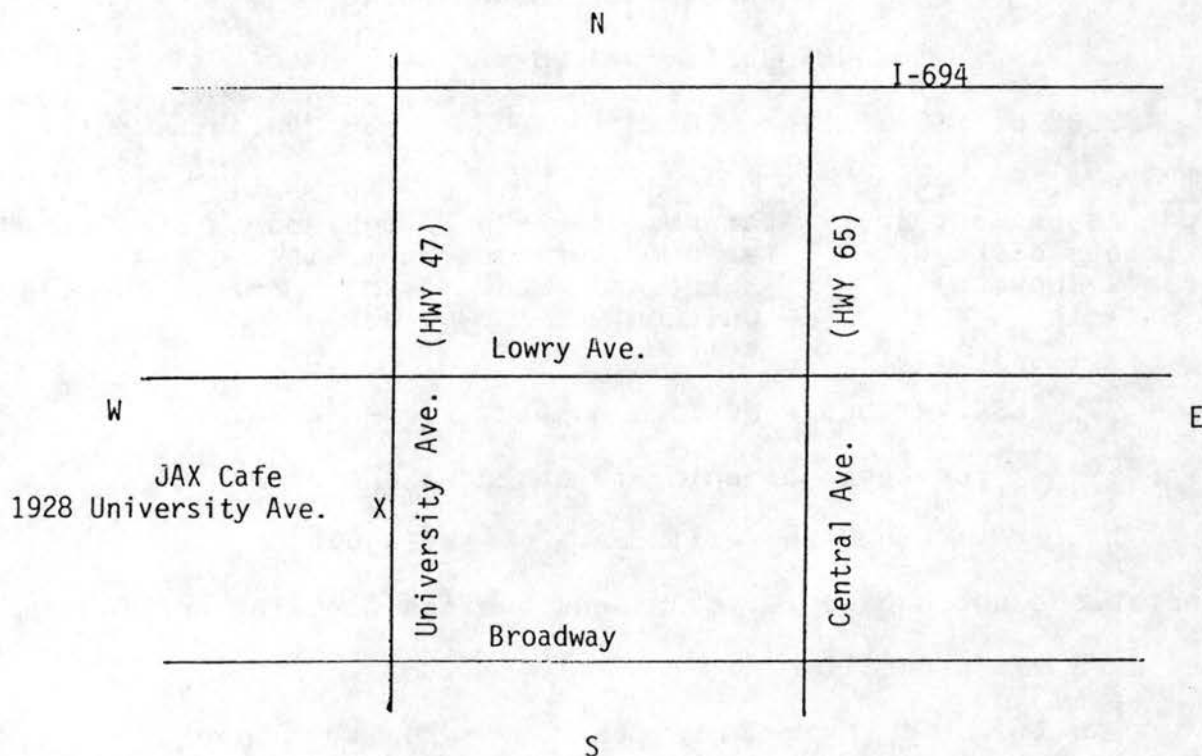 N
I-694
(HWY 47)
(HWY 65)
Lowry Ave.
W
E
JAX Cafe
1928 University Ave. X
University Ave.
Central Ave.
Broadway
S